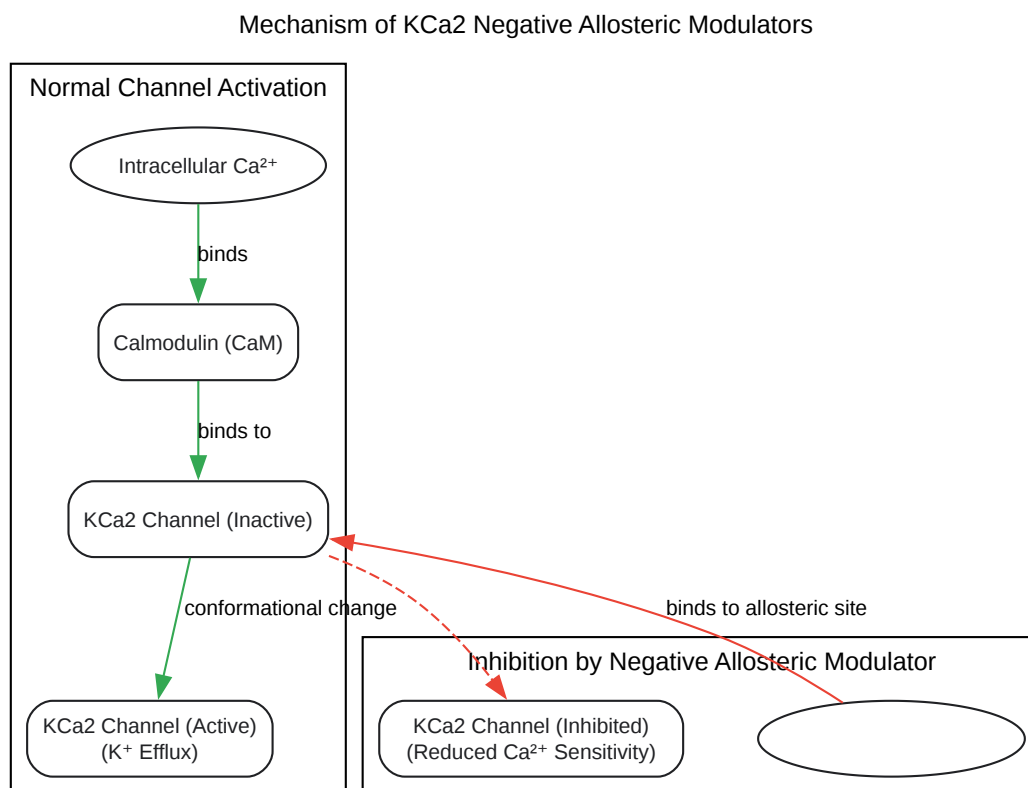 Mechanism of KCa2 Negative Allosteric Modulators
Normal Channel Activation
Intracellular Ca²⁺
binds
Calmodulin (CaM)
binds to
KCa2 Channel (Inactive)
conformational change
binds to allosteric site
Inhibition by Negative Allosteric Modulator
KCa2 Channel (Active)
(K⁺ Efflux)
KCa2 Channel (Inhibited)
(Reduced Ca²⁺ Sensitivity)